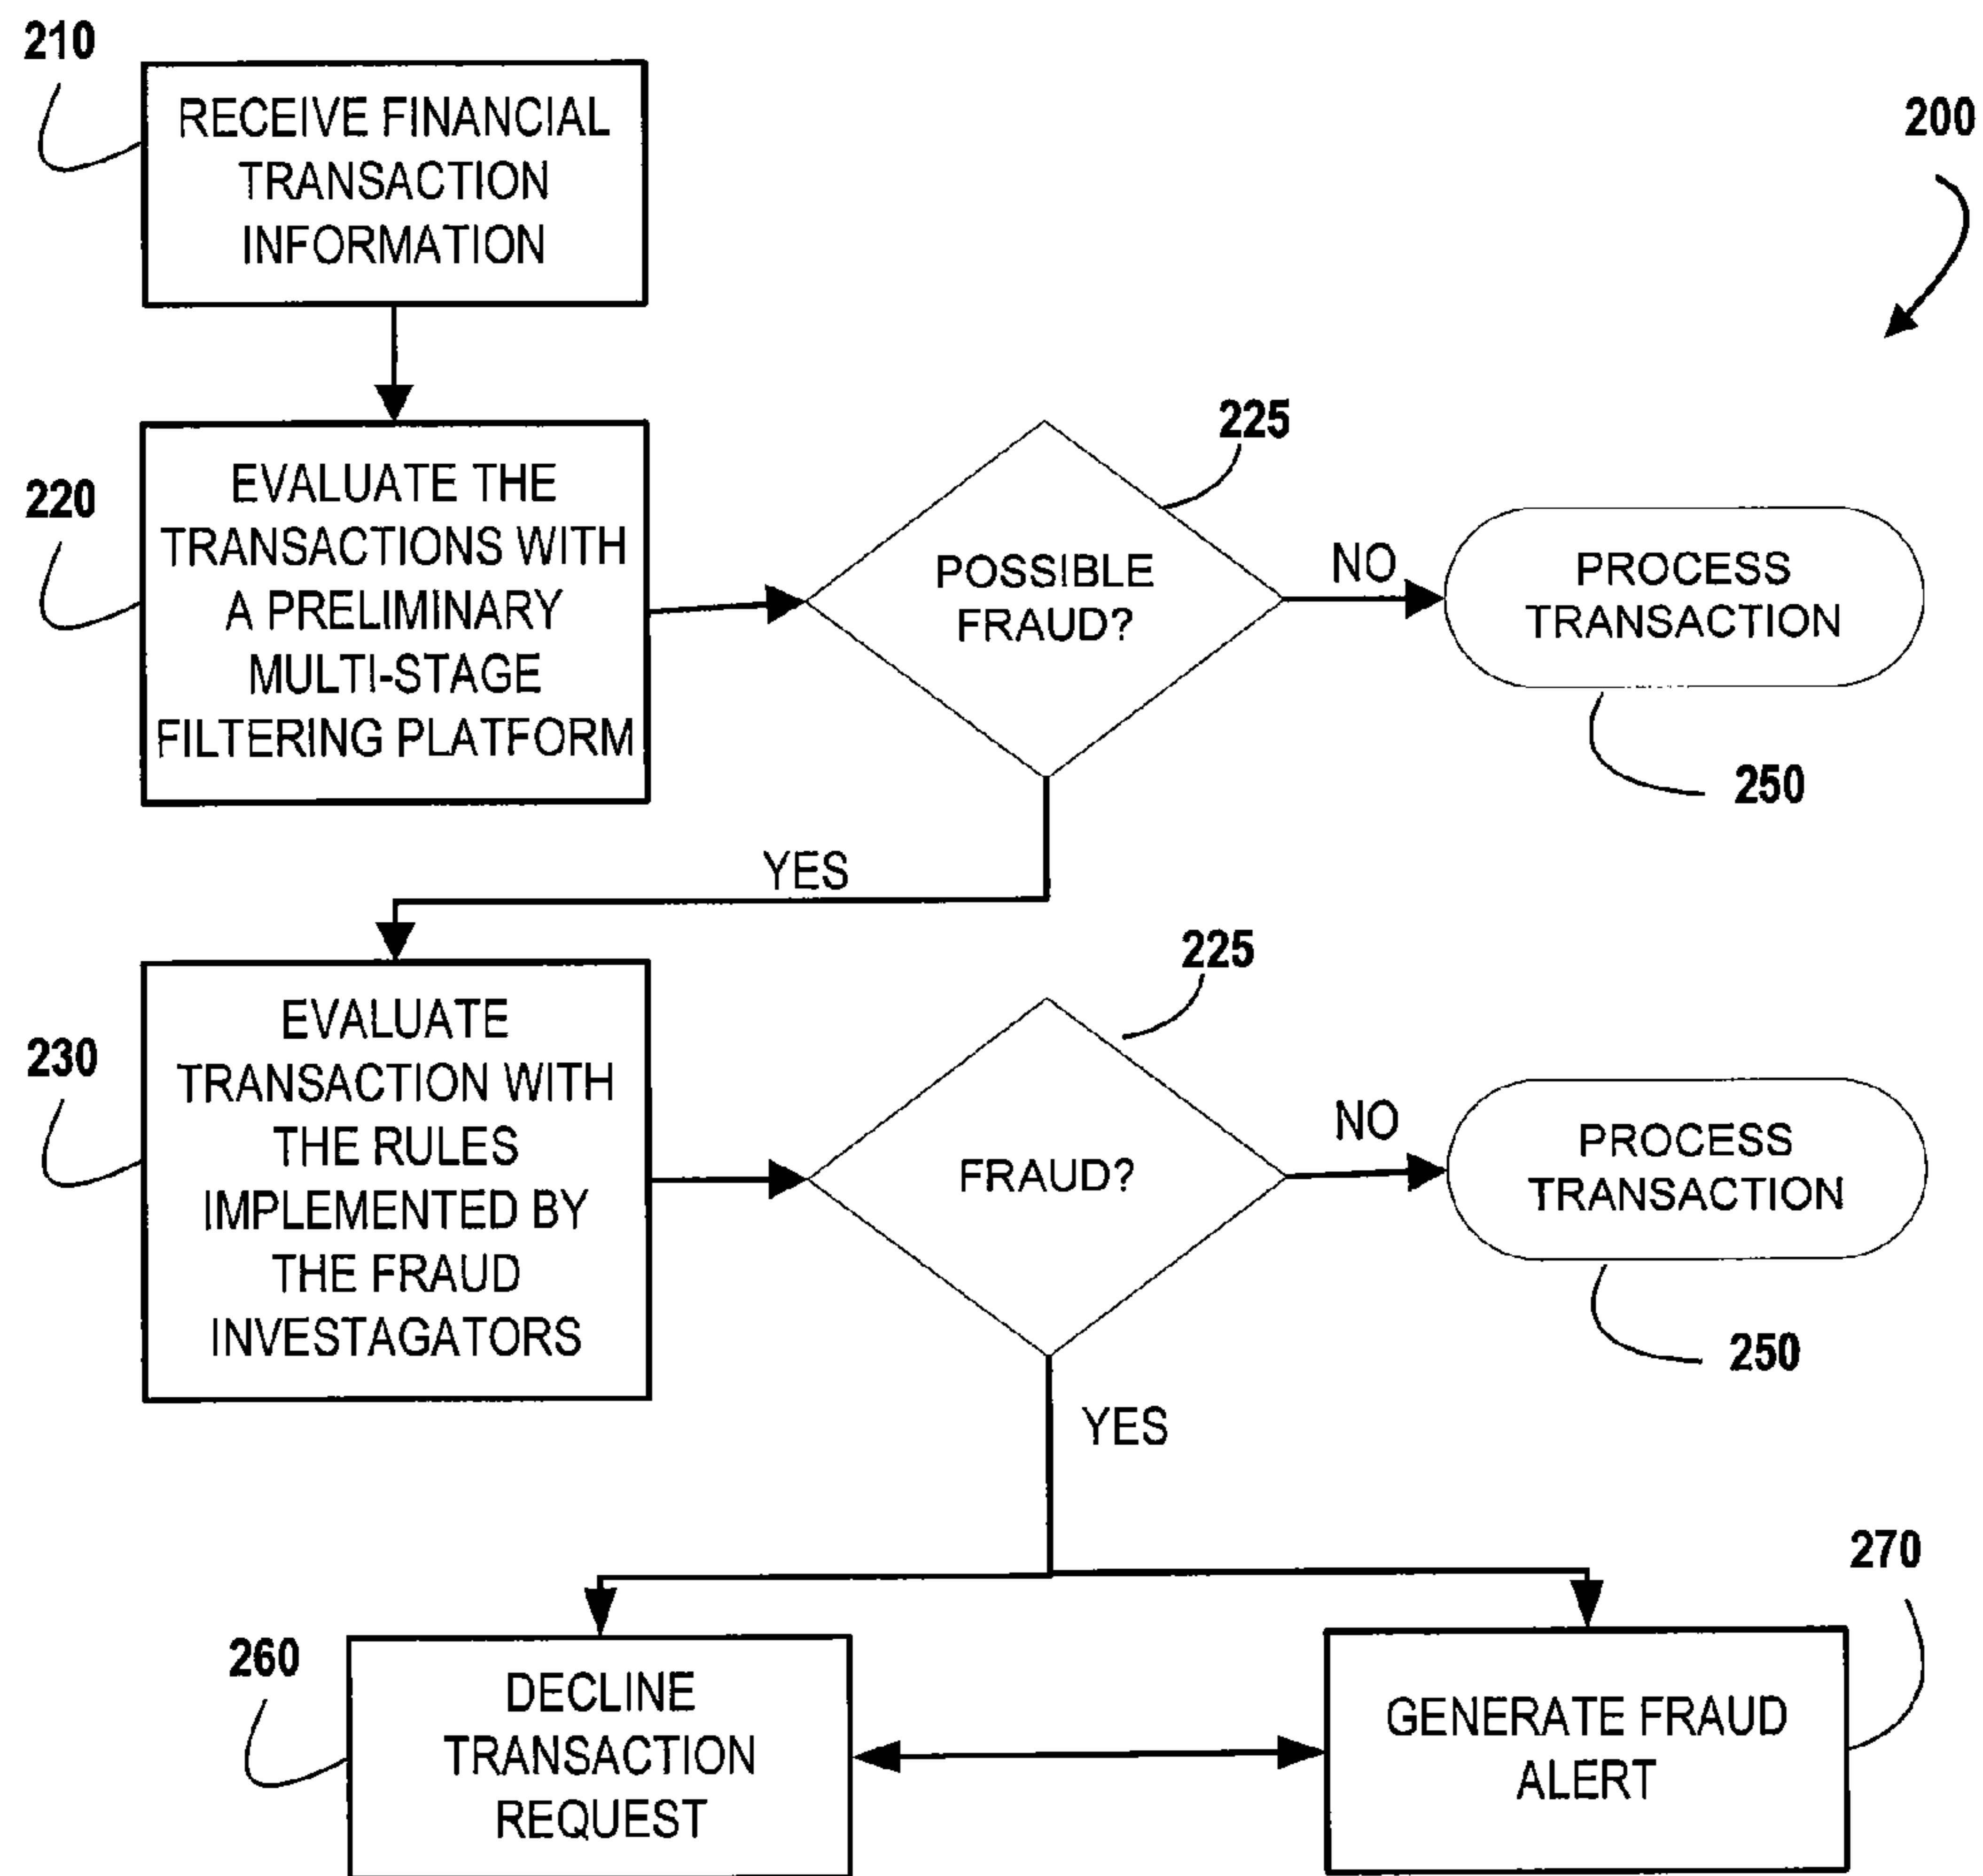 210
RECEIVE FINANCIAL
TRANSACTION
INFORMATION
200
220
EVALUATE THE
TRANSACTIONS WITH
A PRELIMINARY
MULTI-STAGE
FILTERING PLATFORM
225
POSSIBLE
FRAUD?
NO
PROCESS
TRANSACTION
250
YES
230
EVALUATE
TRANSACTION WITH
THE RULES
IMPLEMENTED BY
THE FRAUD
INVESTAGATORS
225
FRAUD?
NO
PROCESS
TRANSACTION
250
YES
260
DECLINE
TRANSACTION
REQUEST
270
GENERATE FRAUD
ALERT